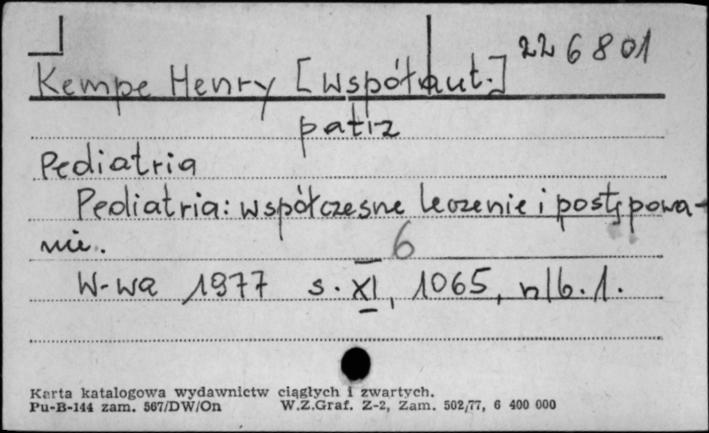 226801
Kempe Henry [współaut.]
patrz
Pediatria
Pediatria: współczesne leczenie i postępowa-
nie.
6
W-wa 1977 s. XI, 1065, nlb. 1.
Karta katalogowa wydawnictw ciągłych i zwartych.
Pu-B-144 zam. 567/DW/On W.Z.Graf. Z-2, Zam. 502/77, 6 400 000